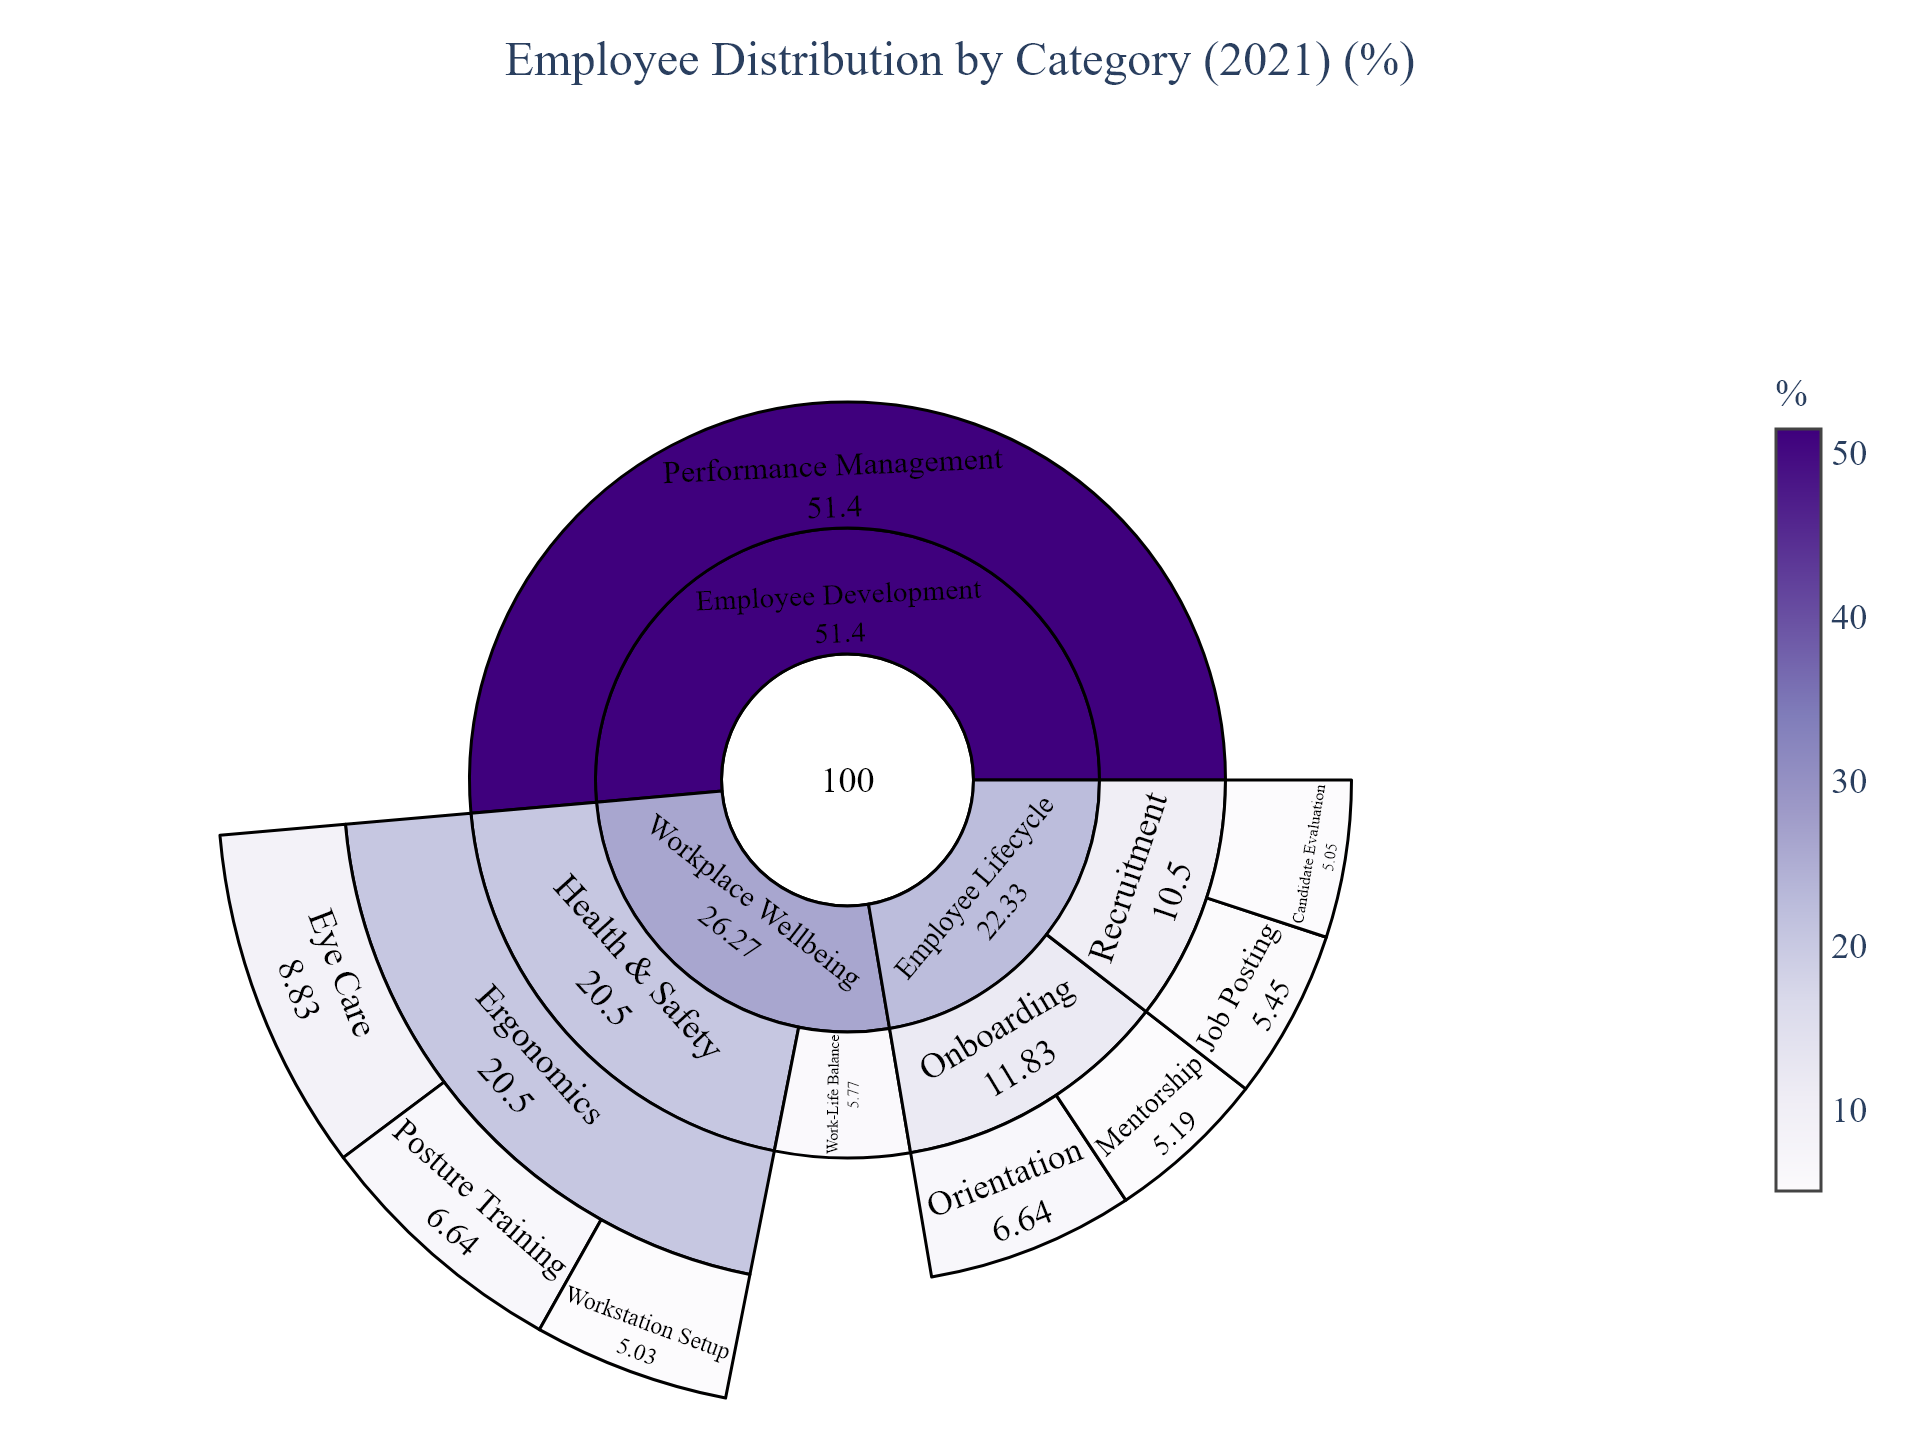 Employee Distribution by Category (2021) (%)
%
50
40
30
20
10
Performance Management
51.4
Employee Development
51.4
100
Workplace Wellbeing
26.27
Employee Lifecycle
22.33
Health & Safety
20.5
Work-Life Balance
5.77
Onboarding
11.83
Recruitment
10.5
Ergonomics
20.5
Eye Care
8.83
Posture Training
6.64
Workstation Setup
5.03
Orientation
6.64
Mentorship
5.19
Job Posting
5.45
Candidate Evaluation
5.05